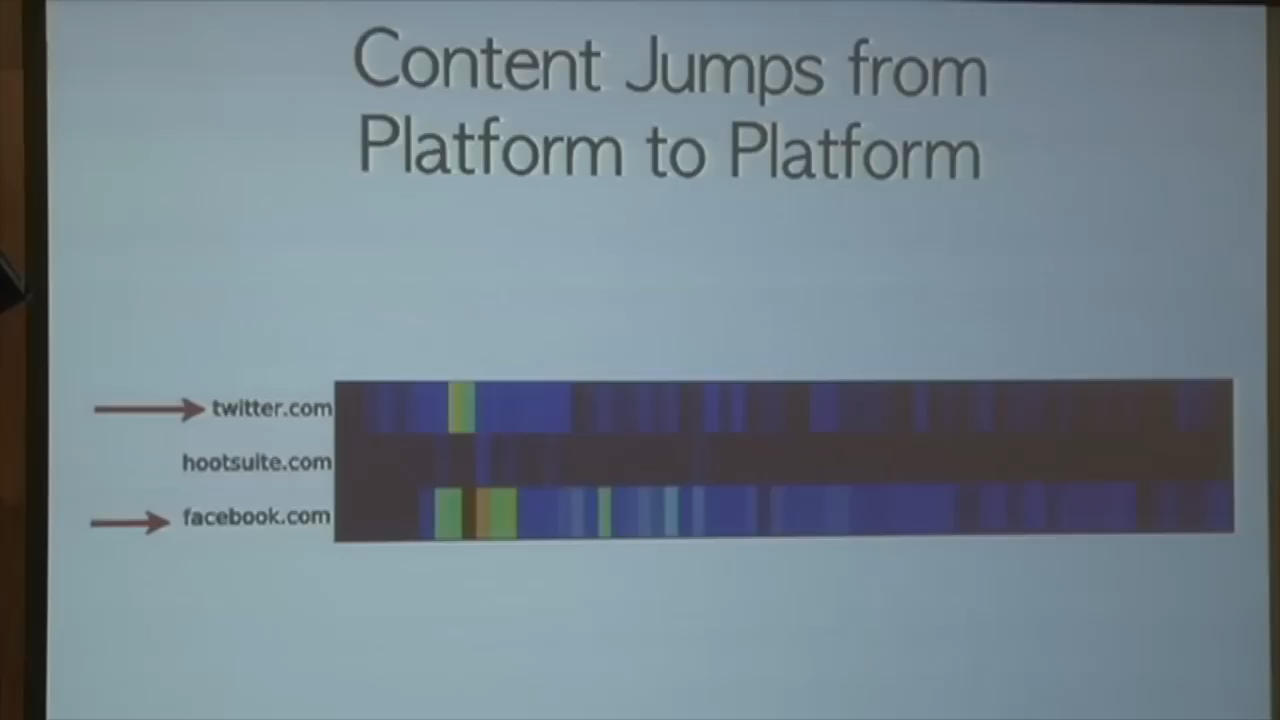 Content Jumps from
Platform to Platform
twitter.com
hootsuite.com
facebook.com